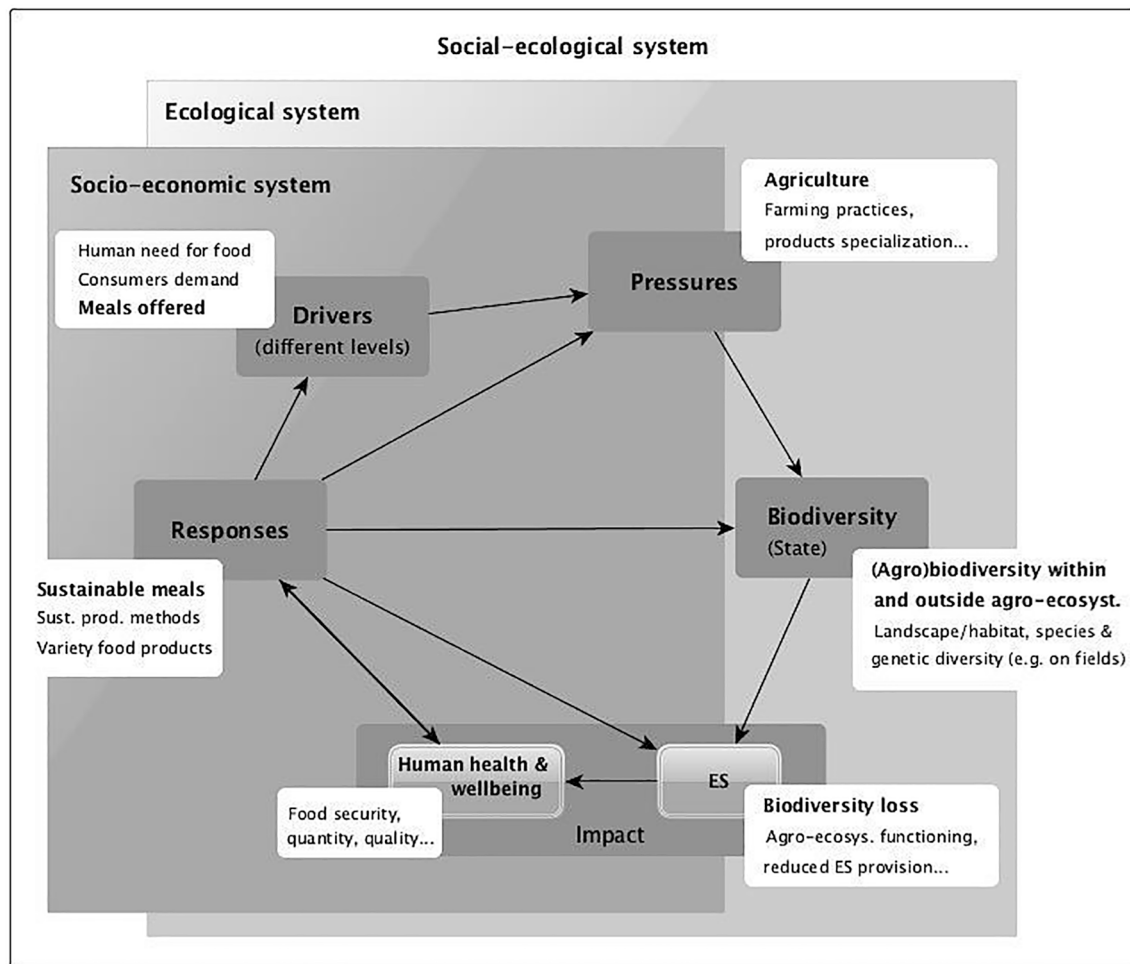 Social-ecological system
Ecological system
Socio-economic system
Agriculture
Farming practices,
products specialization...
Human need for food
Consumers demand
Meals offered
Pressures
Drivers
(different levels)
Responses
Biodiversity
(State)
Sustainable meals
Sust. prod. methods
Variety food products
(Agro)biodiversity within
and outside agro-ecosyst.
Landscape/habitat, species &
genetic diversity (e.g. on fields)
Human health &
wellbeing
ES
Food security,
quantity, quality...
Impact
Biodiversity loss
Agro-ecosys. functioning,
reduced ES provision...